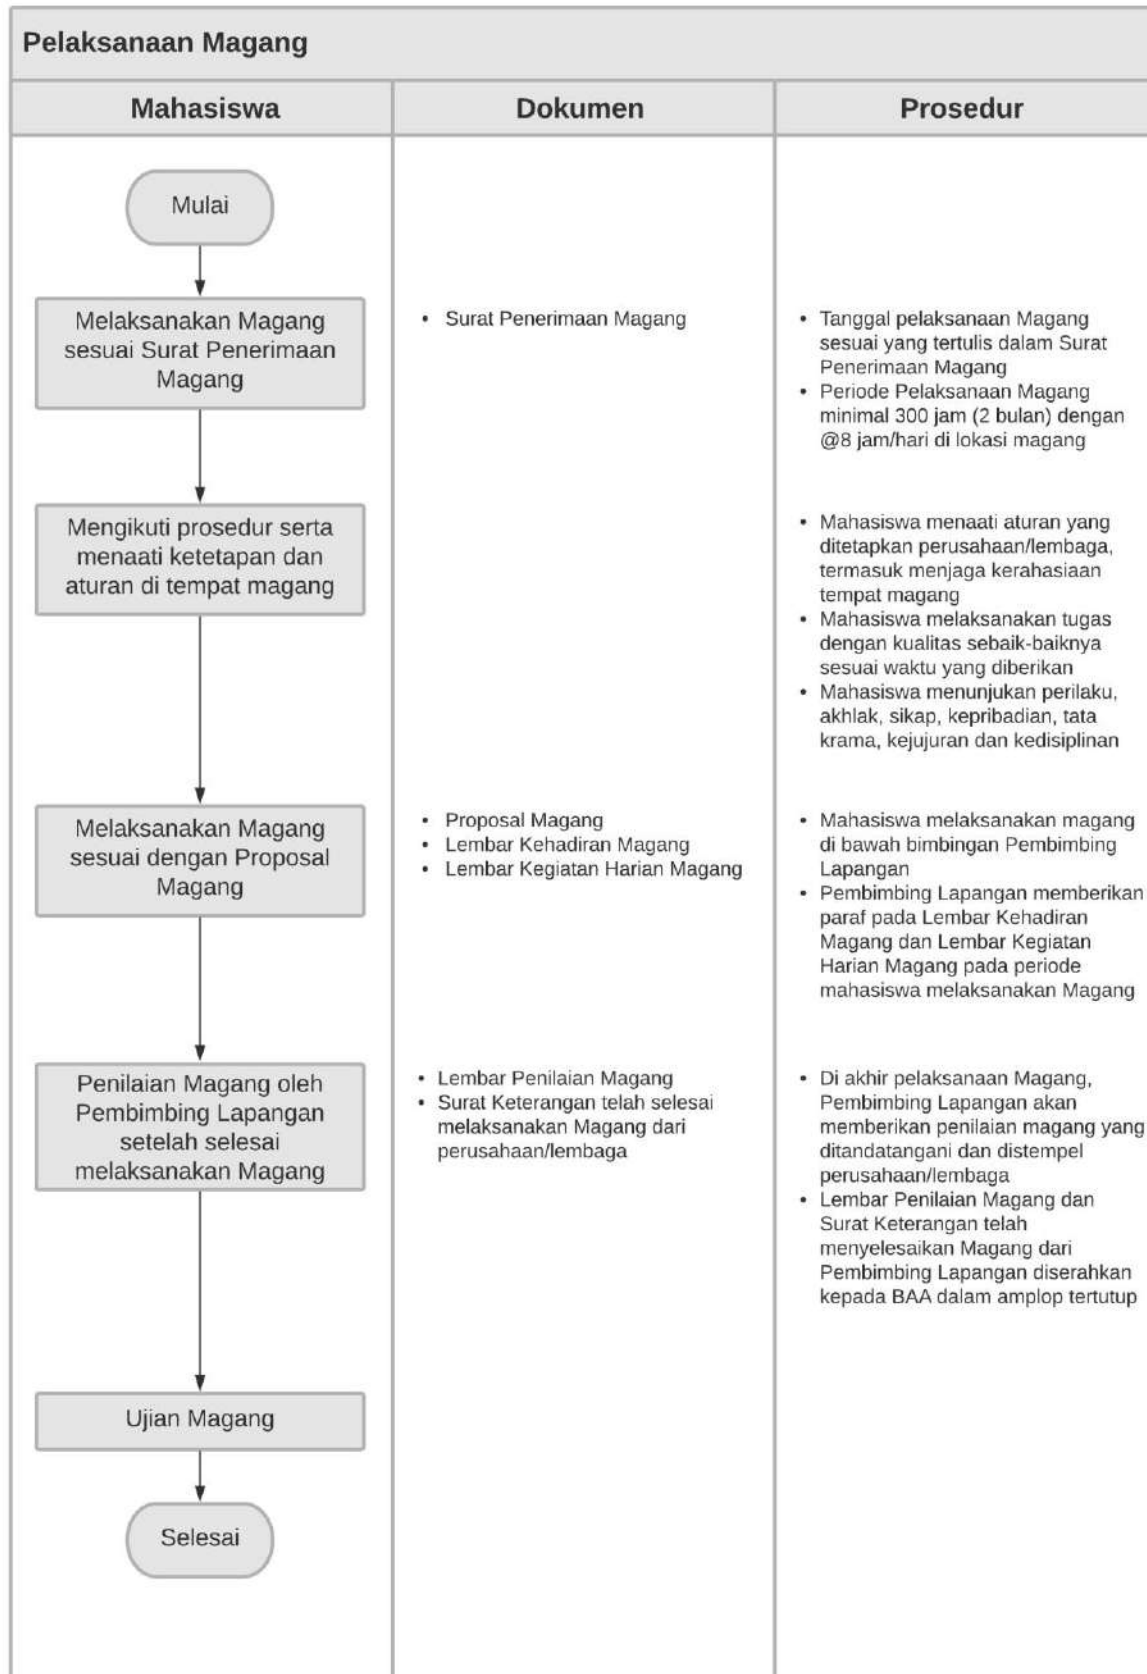 Pelaksanaan Magang
Mahasiswa
Dokumen
Prosedur
Mulai
Melaksanakan Magang
sesuai Surat Penerimaan
Magang
• Surat Penerimaan Magang
• Tanggal pelaksanaan Magang
sesuai yang tertulis dalam Surat
Penerimaan Magang
• Periode Pelaksanaan Magang
minimal 300 jam (2 bulan) dengan
@8 jam/hari di lokasi magang
Mengikuti prosedur serta
menaati ketetapan dan
aturan di tempat magang
• Mahasiswa menaati aturan yang
ditetapkan perusahaan/lembaga,
termasuk menjaga kerahasiaan
tempat magang
• Mahasiswa melaksanakan tugas
dengan kualitas sebaik-baiknya
sesuai waktu yang diberikan
• Mahasiswa menunjukan perilaku,
akhlak, sikap, kepribadian, tata
krama, kejujuran dan kedisiplinan
Melaksanakan Magang
sesuai dengan Proposal
Magang
• Proposal Magang
• Lembar Kehadiran Magang
• Lembar Kegiatan Harian Magang
• Mahasiswa melaksanakan magang
di bawah bimbingan Pembimbing
Lapangan
• Pembimbing Lapangan memberikan
paraf pada Lembar Kehadiran
Magang dan Lembar Kegiatan
Harian Magang pada periode
mahasiswa melaksanakan Magang
Penilaian Magang oleh
Pembimbing Lapangan
setelah selesai
melaksanakan Magang
• Lembar Penilaian Magang
• Surat Keterangan telah selesai
melaksanakan Magang dari
perusahaan/lembaga
• Di akhir pelaksanaan Magang,
Pembimbing Lapangan akan
memberikan penilaian magang yang
ditandatangani dan distempel
perusahaan/lembaga
• Lembar Penilaian Magang dan
Surat Keterangan telah
menyelesaikan Magang dari
Pembimbing Lapangan diserahkan
kepada BAA dalam amplop tertutup
Ujian Magang
Selesai